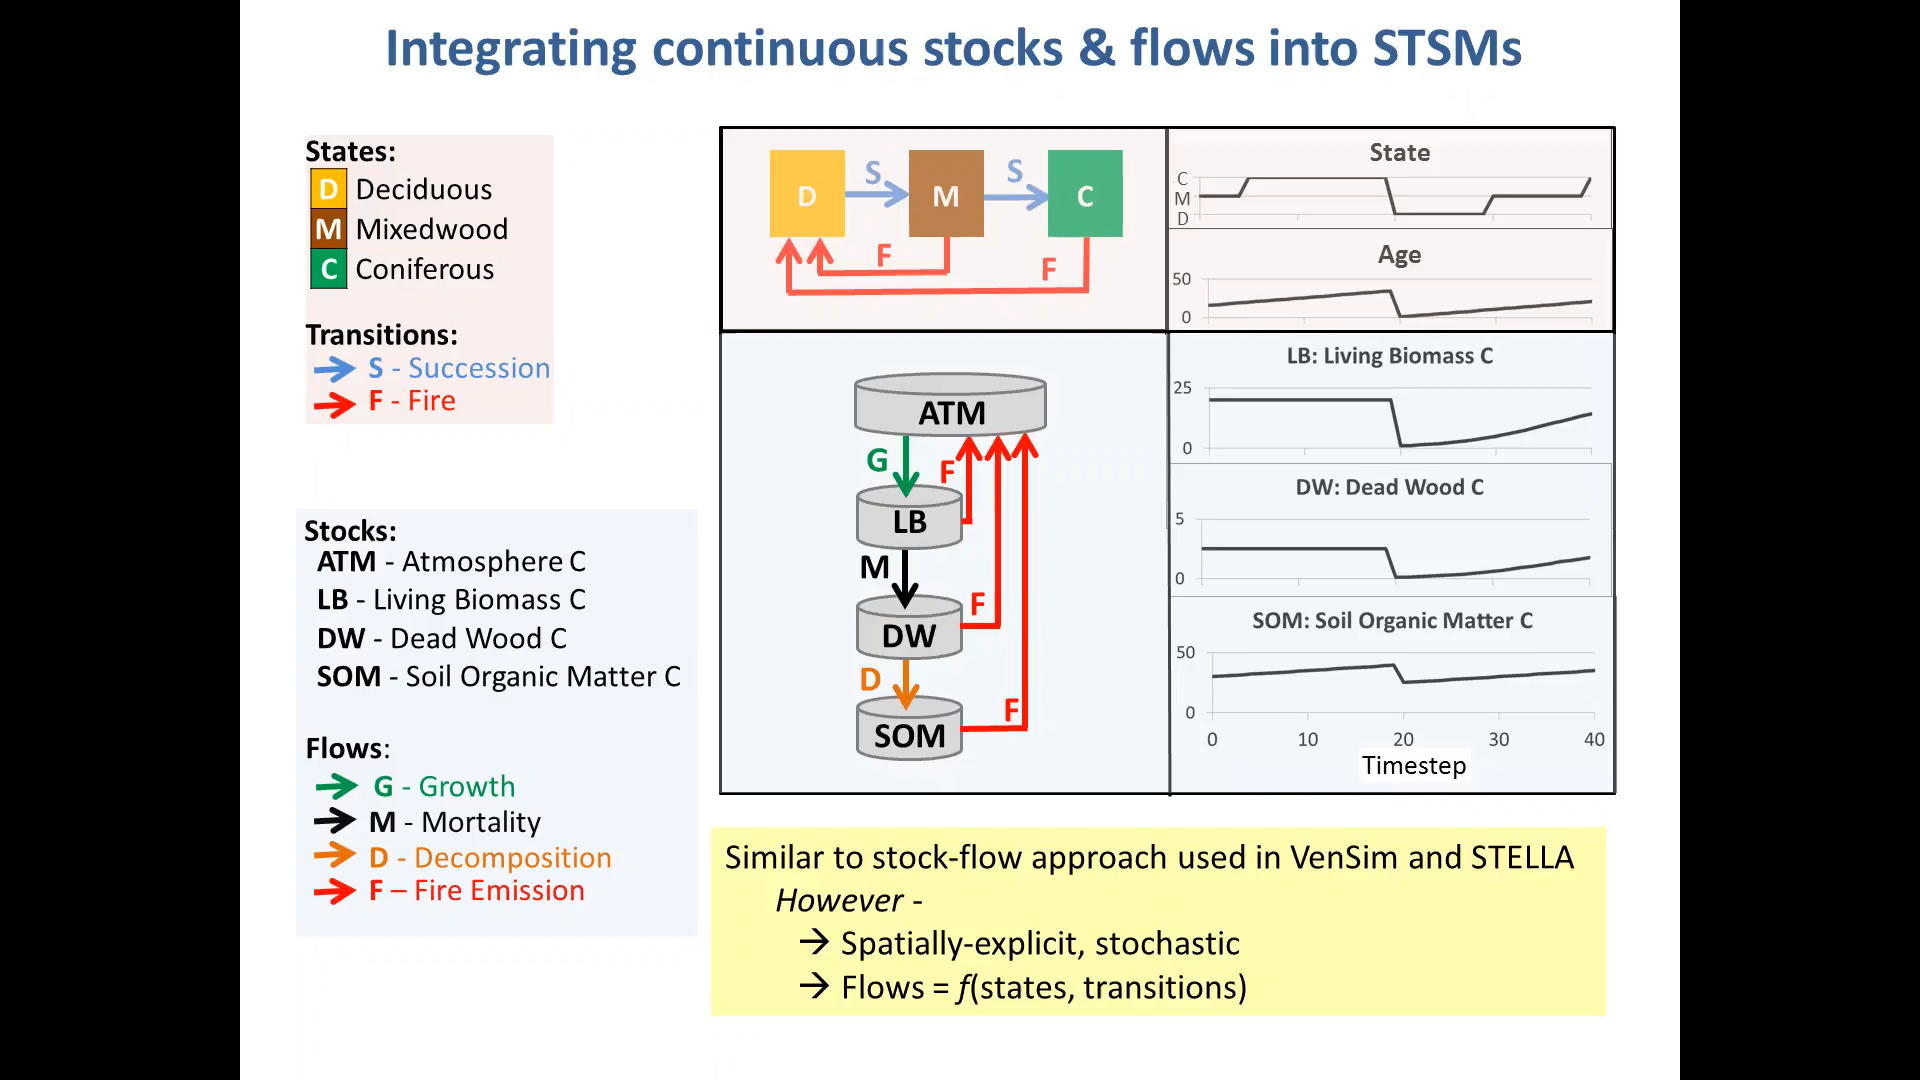 Integrating continuous stocks & flows into STSMs
States:
D Deciduous
M Mixedwood
C Coniferous
Transitions:
S - Succession
F - Fire
Stocks:
ATM - Atmosphere C
LB - Living Biomass C
DW - Dead Wood C
SOM - Soil Organic Matter C
Flows:
G - Growth
M - Mortality
D - Decomposition
F – Fire Emission
D S M S C
F F
State
C
M
D
Age
50
0
ATM
G F
LB
M F
DW
D F
SOM
LB: Living Biomass C
25
0
DW: Dead Wood C
5
0
SOM: Soil Organic Matter C
50
0
0 10 20 30 40
Timestep
Similar to stock-flow approach used in VenSim and STELLA
However -
→ Spatially-explicit, stochastic
→ Flows = f(states, transitions)